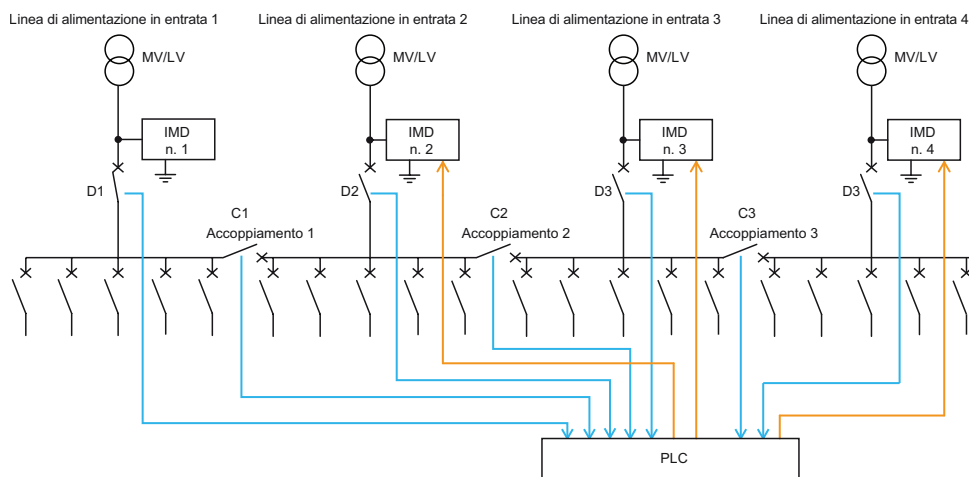 Linea di alimentazione in entrata 1
Linea di alimentazione in entrata 2
Linea di alimentazione in entrata 3
Linea di alimentazione in entrata 4
MV/LV
MV/LV
MV/LV
MV/LV
IMD
n. 1
IMD
n. 2
IMD
n. 3
IMD
n. 4
D1
D2
D3
D3
C1
Accoppiamento 1
C2
Accoppiamento 2
C3
Accoppiamento 3
PLC